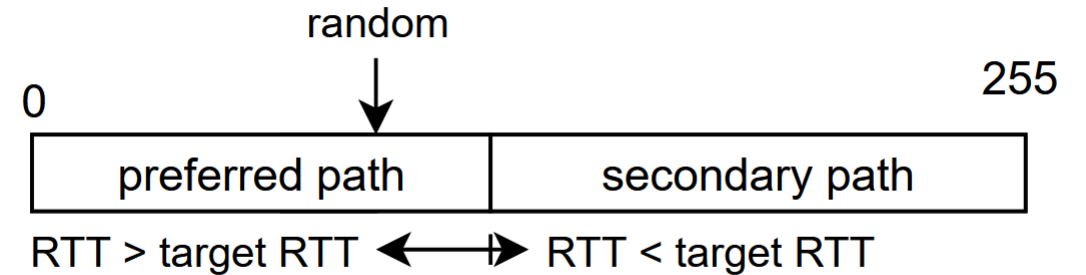 random
0
255
preferred path
secondary path
RTT > target RTT
RTT < target RTT